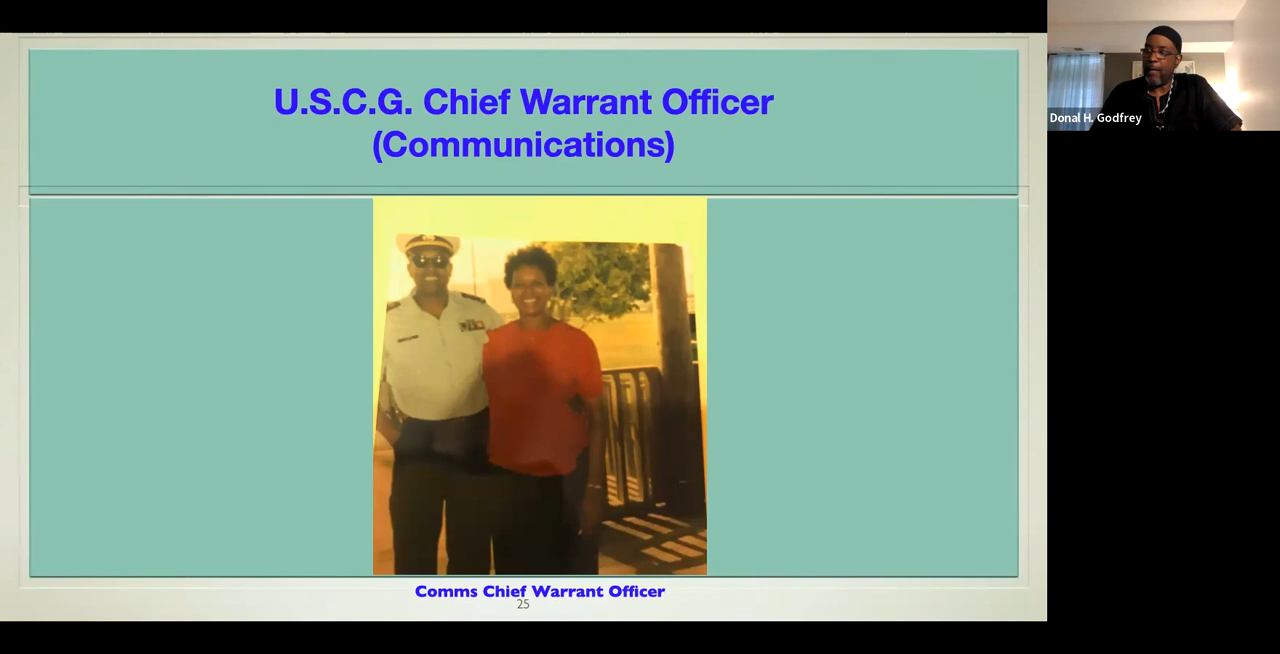 U.S.C.G. Chief Warrant Officer
(Communications)
Donal H. Godfrey
Comms Chief Warrant Officer
25